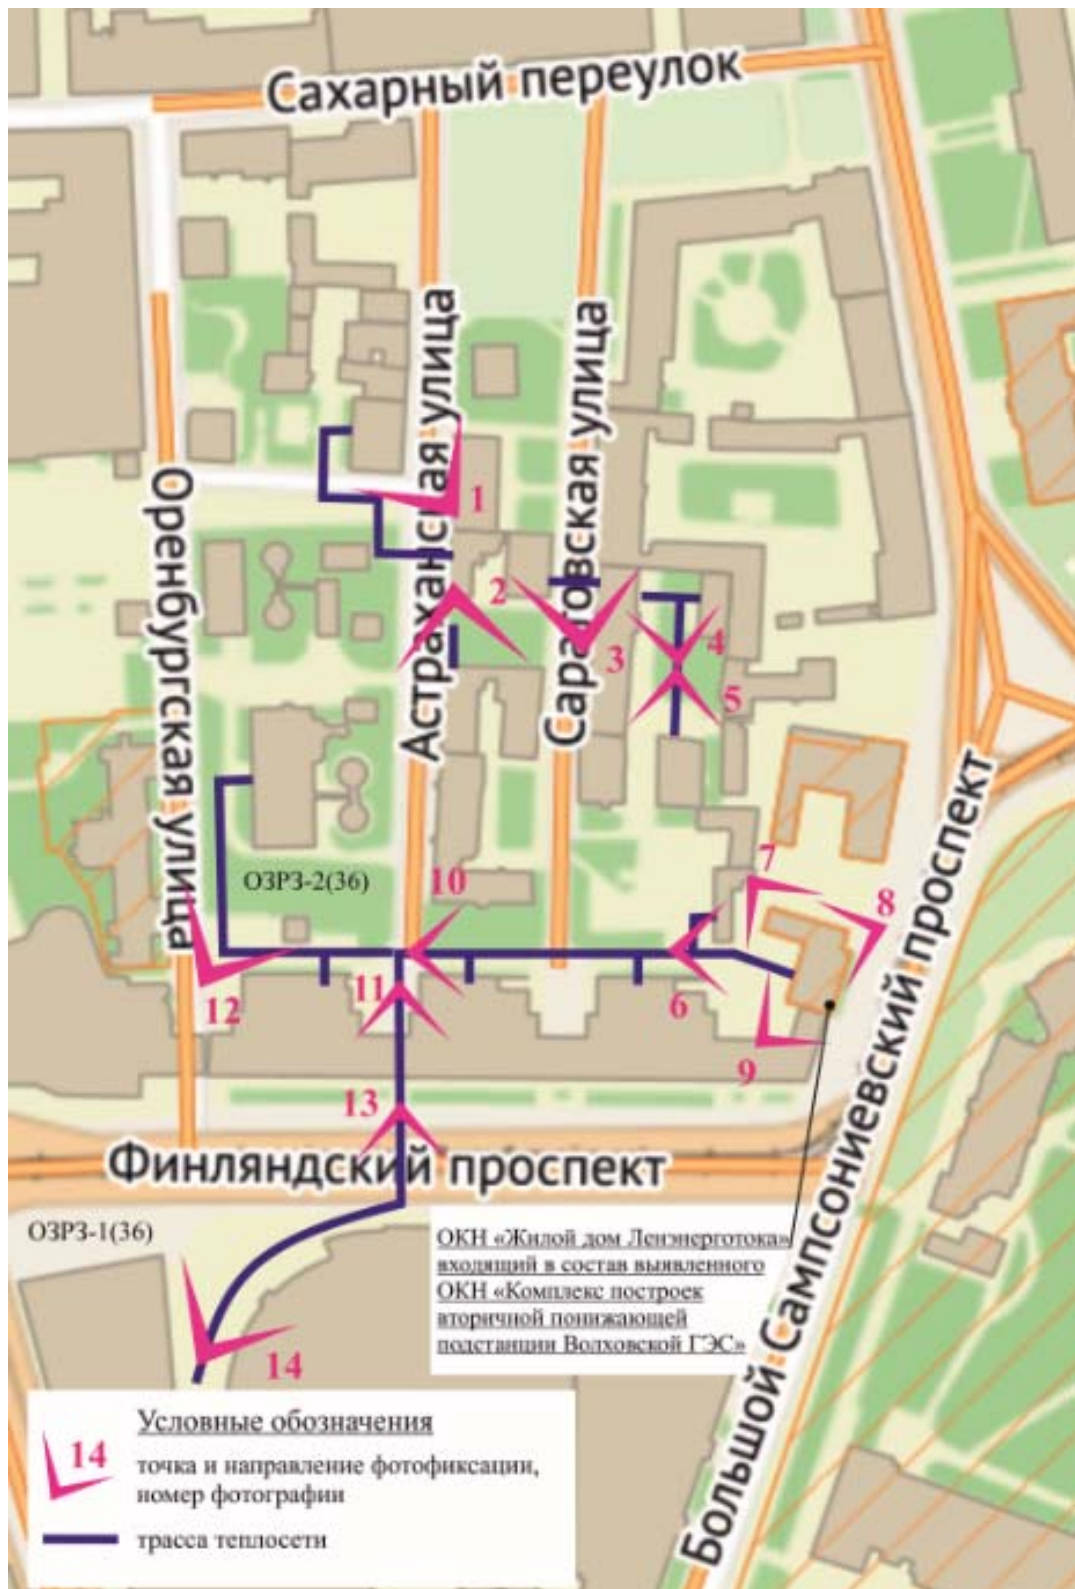 Сахарный переулок
Астраханская улица
Саратовская улица
Оренбургская улица
1
2
3
4
5
ОЗРЗ-2(36)
10
7
8
11
12
6
9
13
Финляндский проспект
Большой Сампсониевский проспект
ОЗРЗ-1(36)
ОКН «Жилой дом Ленэнерготока»
входящий в состав выявленного
ОКН «Комплекс построек
вторичной понижающей
подстанции Волховской ГЭС»
14
Условные обозначения
14
точка и направление фотофиксации,
номер фотографии
трасса теплосети